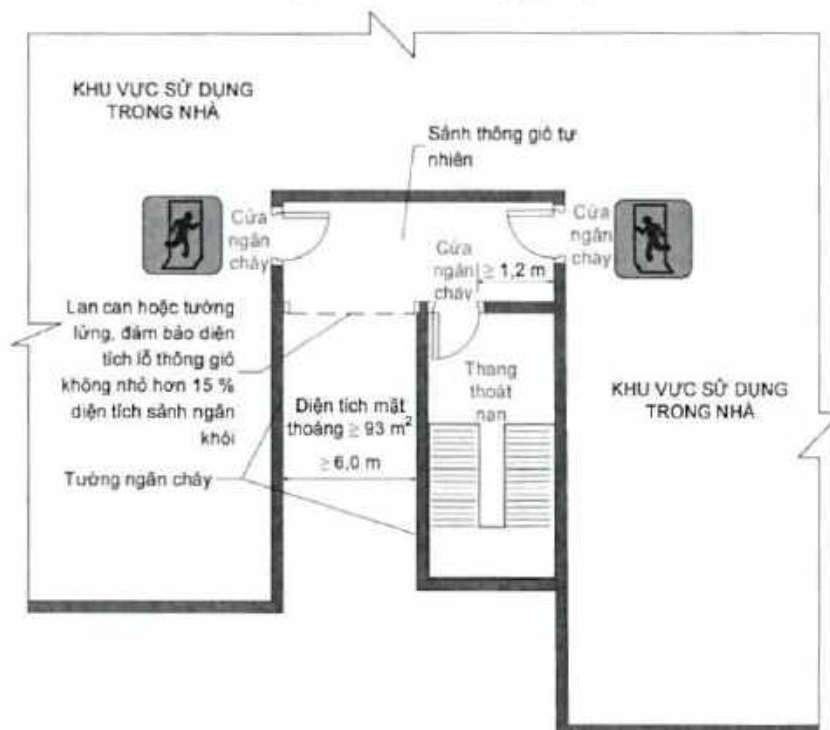 KHU VỰC SỬ DỤNG
TRONG NHÀ
Sảnh thông gió tự
nhiên
Cửa
ngăn
cháy
Cửa
ngăn
cháy
Cửa
ngăn
cháy
≥ 1,2 m
Lan can hoặc tường
lửng, đảm bảo diện
tích lỗ thông gió
không nhỏ hơn 15 %
diện tích sảnh ngăn
khói
Thang
thoát
nạn
Diện tích mặt
thoáng ≥ 93 m²
≥ 6,0 m
KHU VỰC SỬ DỤNG
TRONG NHÀ
Tường ngăn cháy